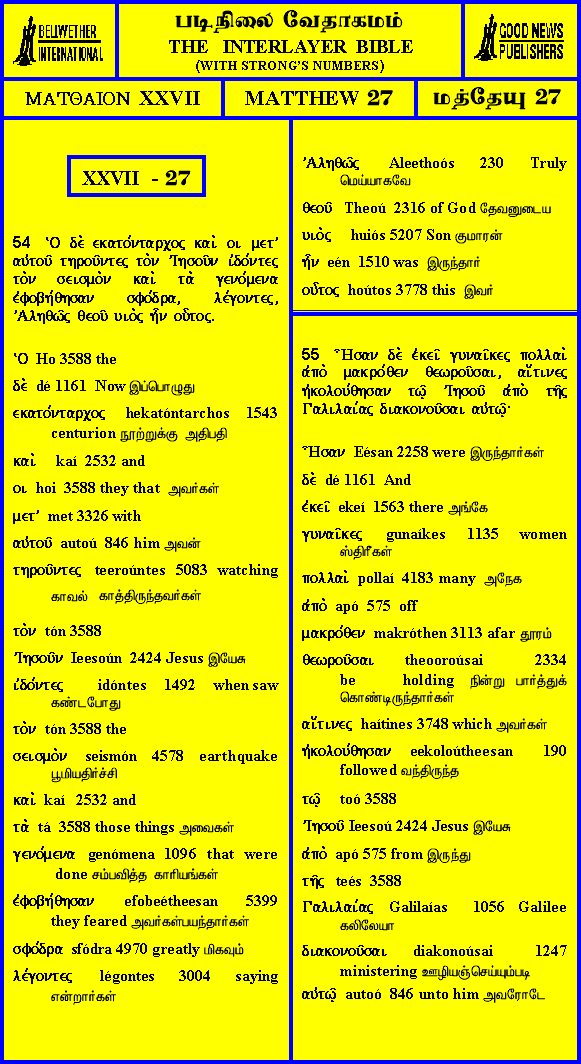 BELLWETHER
INTERNATIONAL
படிநிலை வேதாகமம்
THE INTERLAYER BIBLE
(WITH STRONG'S NUMBERS)
GOOD NEWS
PUBLISHERS
ΜΑΤΘΑΙΟΝ XXVII
MATTHEW 27
மத்தேயு 27
XXVII - 27
54 Ὁ δὲ εκατόνταρχος καὶ οι μετ’
αὐτοῦ τηροῦντες τὸν Ἰησοῦν ἰδόντες
τὸν σεισμὸν καὶ τὰ γενόμενα
ἐφοβήθησαν σφόδρα, λέγοντες,
Ἀληθῶς θεοῦ υιὸς ἦν οὗτος.
Ὁ Ho 3588 the
δὲ dé 1161 Now இப்பொழுது
εκατόνταρχος hekatóntarchos 1543
centurion நூற்றுக்கு அதிபதி
καὶ kaí 2532 and
οι hoi 3588 they that அவர்கள்
μετ’ met 3326 with
αὐτοῦ autoú 846 him அவன்
τηροῦντες teeroúntes 5083 watching
காவல் காத்திருந்தவர்கள்
τὸν tón 3588
Ἰησοῦν Ieesoún 2424 Jesus இயேசு
ἰδόντες idóntes 1492 when saw
கண்டபோது
τὸν tón 3588 the
σεισμὸν seismón 4578 earthquake
பூமியதிர்ச்சி
καὶ kaí 2532 and
τὰ tá 3588 those things அவைகள்
γενόμενα genómena 1096 that were
done சம்பவித்த காரியங்கள்
ἐφοβήθησαν efobeétheesan 5399
they feared அவர்கள்பயந்தார்கள்
σφόδρα sfódra 4970 greatly மிகவும்
λέγοντες légontes 3004 saying
என்றார்கள்
Ἀληθῶς Aleethoós 230 Truly
மெய்யாகவே
θεοῦ Theoú 2316 of God தேவனுடைய
υιὸς huiós 5207 Son குமாரன்
ἦν eén 1510 was இருந்தார்
οὗτος hoútos 3778 this இவர்
55 Ἦσαν δὲ ἐκεῖ γυναῖκες πολλαὶ
ἀπὸ μακρόθεν θεωροῦσαι, αἵτινες
ἠκολούθησαν τῷ Ἰησοῦ ἀπὸ τῆς
Γαλιλαίας διακονοῦσαι αὐτῷ·
Ἦσαν Eésan 2258 were இருந்தார்கள்
δὲ dé 1161 And
ἐκεῖ ekeí 1563 there அங்கே
γυναῖκες gunaíkes 1135 women
ஸ்திரீகள்
πολλαὶ pollaí 4183 many அநேக
ἀπὸ apó 575 off
μακρόθεν makróthen 3113 afar தூரம்
θεωροῦσαι theooroúsai 2334
be holding நின்று பார்த்துக்
கொண்டிருந்தார்கள்
αἵτινες haítines 3748 which அவர்கள்
ἠκολούθησαν eekoloútheesan 190
followed வந்திருந்த
τῷ toó 3588
Ἰησοῦ Ieesoú 2424 Jesus இயேசு
ἀπὸ apó 575 from இருந்து
τῆς teés 3588
Γαλιλαίας Galilaías 1056 Galilee
கலிலேயா
διακονοῦσαι diakonoúsai 1247
ministering ஊழியஞ்செய்யும்படி
αὐτῷ autoó 846 unto him அவரோடே